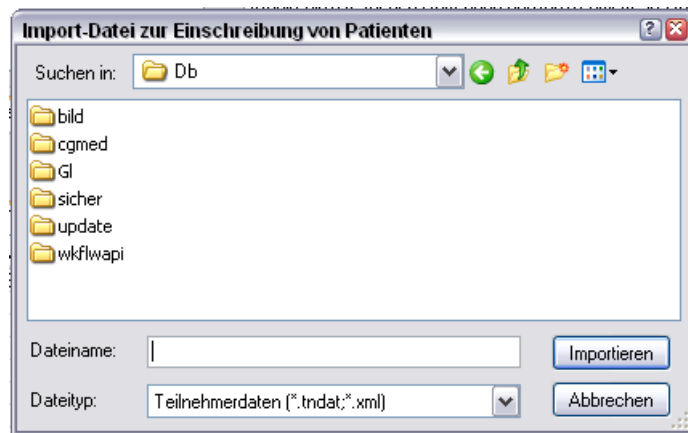 Import-Datei zur Einschreibung von Patienten
Suchen in: Db
bild
cgmed
Gl
sicher
update
wkflwapi
Dateiname: Importieren
Dateityp: Teilnehmerdaten (*.tndat;*.xml) Abbrechen